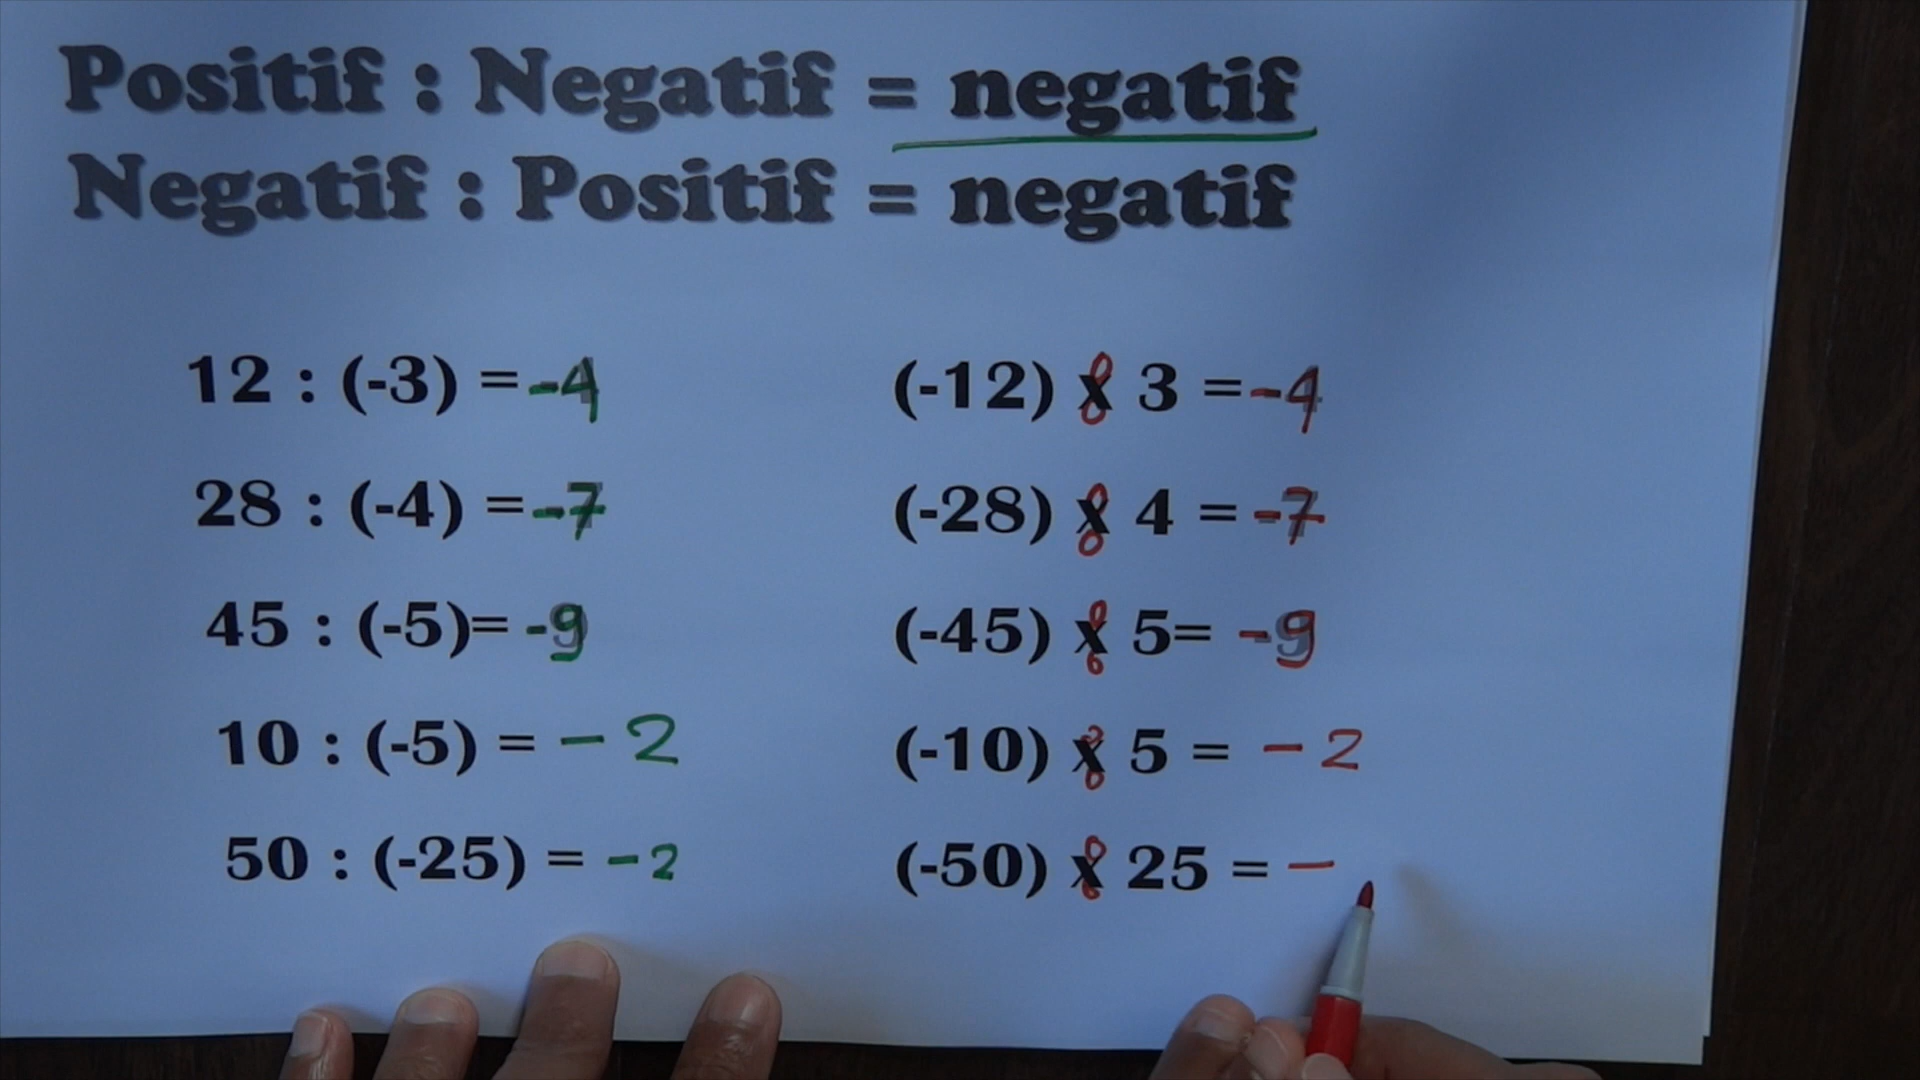 Positif : Negatif = negatif
Negatif : Positif = negatif
12 : (-3) = -4
28 : (-4) = -7
45 : (-5)= -9
10 : (-5) = - 2
50 : (-25) = - 2
(-12) : 3 = -4
(-28) : 4 = -7
(-45) : 5= -9
(-10) : 5 = - 2
(-50) : 25 = -